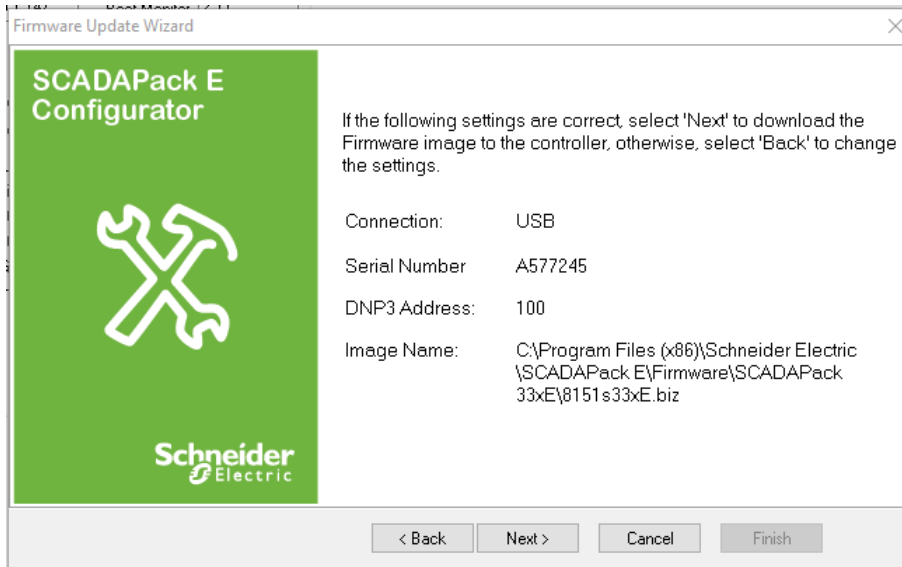 Firmware Update Wizard
SCADAPack E
Configurator
If the following settings are correct, select 'Next' to download the
Firmware image to the controller, otherwise, select 'Back' to change
the settings.
Connection: USB
Serial Number A577245
DNP3 Address: 100
Image Name: C:\Program Files (x86)\Schneider Electric
\SCADAPack E\Firmware\SCADAPack
33xE\8151s33xE.biz
Schneider
Electric
< Back Next > Cancel Finish